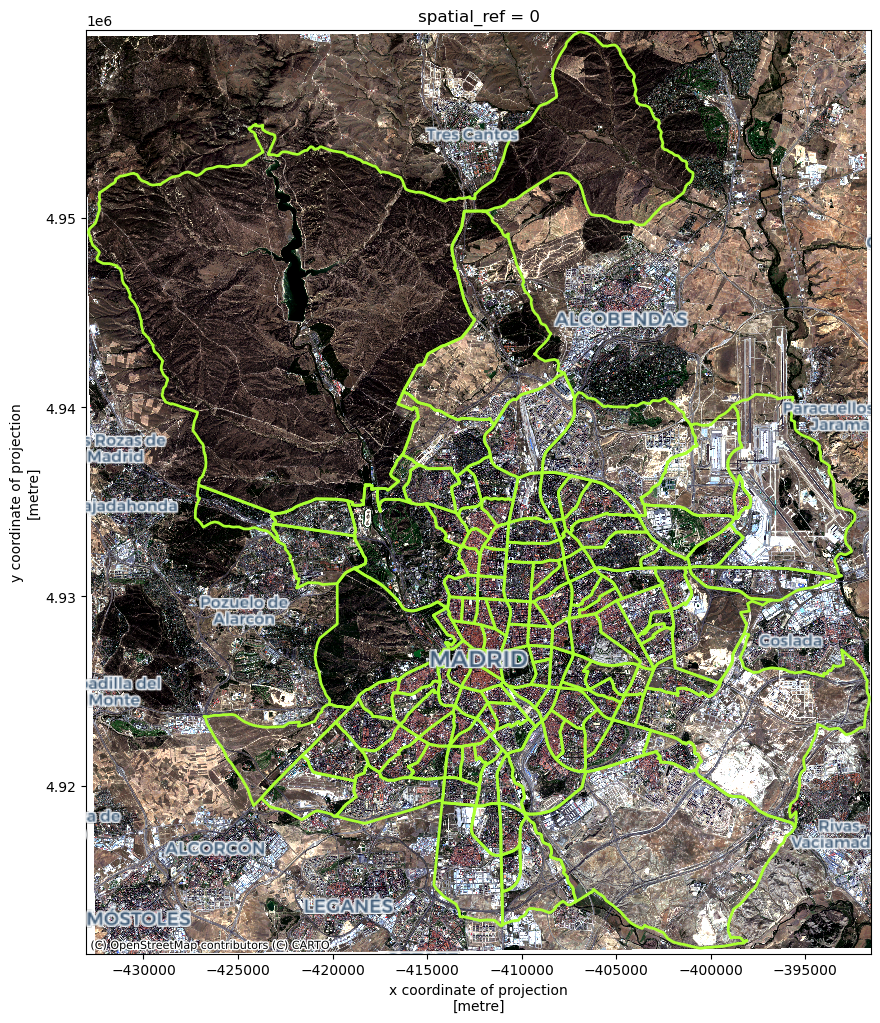 spatial_ref = 0
1e6
Tres Cantos
4.95
ALCOBENDAS
4.94
Paracuellos
Jarama
s Rozas de
Madrid
ajadahonda
4.93
Pozuelo de
Alarcón
Coslada
MADRID
adilla del
Monte
4.92
a de
Rivas
Vaciamad
ALCORCÓN
LEGANÉS
MÓSTOLES
(C) OpenStreetMap contributors (C) CARTO
−430000 −425000 −420000 −415000 −410000 −405000 −400000 −395000
x coordinate of projection
[metre]
y coordinate of projection
[metre]